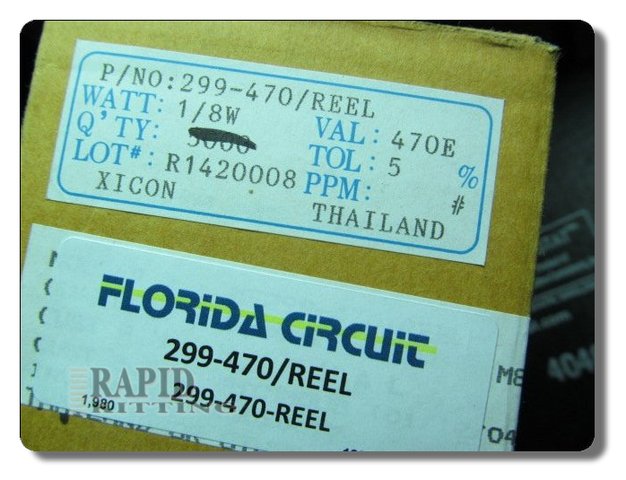 P/NO:299-470/REEL
WATT: 1/8W VAL: 470E
Q'TY: 5000 TOL: 5 %
LOT#: R1420008 PPM: #
XICON THAILAND
FLORIDA CIRCUIT
299-470/REEL
299-470-REEL
RAPID
1,980
M8